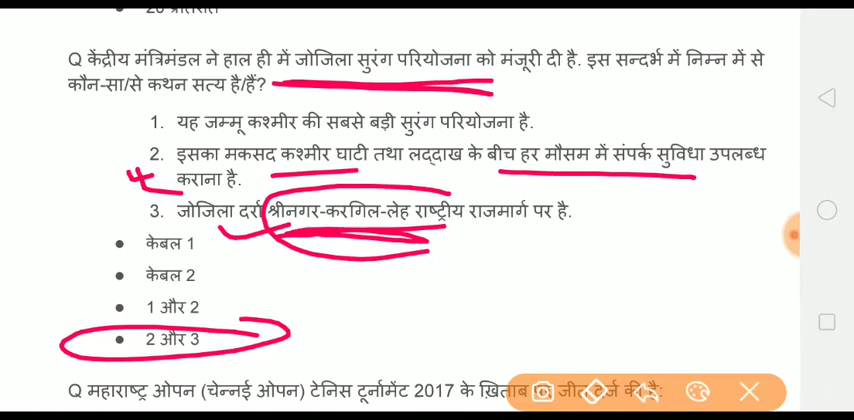 Q केंद्रीय मंत्रिमंडल ने हाल ही में जोजिला सुरंग परियोजना को मंजूरी दी है. इस सन्दर्भ में निम्न में से
कौन-सा/से कथन सत्य है/हैं?
1. यह जम्मू कश्मीर की सबसे बड़ी सुरंग परियोजना है.
2. इसका मकसद कश्मीर घाटी तथा लद्दाख के बीच हर मौसम में संपर्क सुविधा उपलब्ध
कराना है.
3. जोजिला दर्रा श्रीनगर-करगिल-लेह राष्ट्रीय राजमार्ग पर है.
केबल 1
केबल 2
1 और 2
2 और 3
Q महाराष्ट्र ओपन (चेन्नई ओपन) टेनिस टूर्नामेंट 2017 के ख़िताब जीत की है: